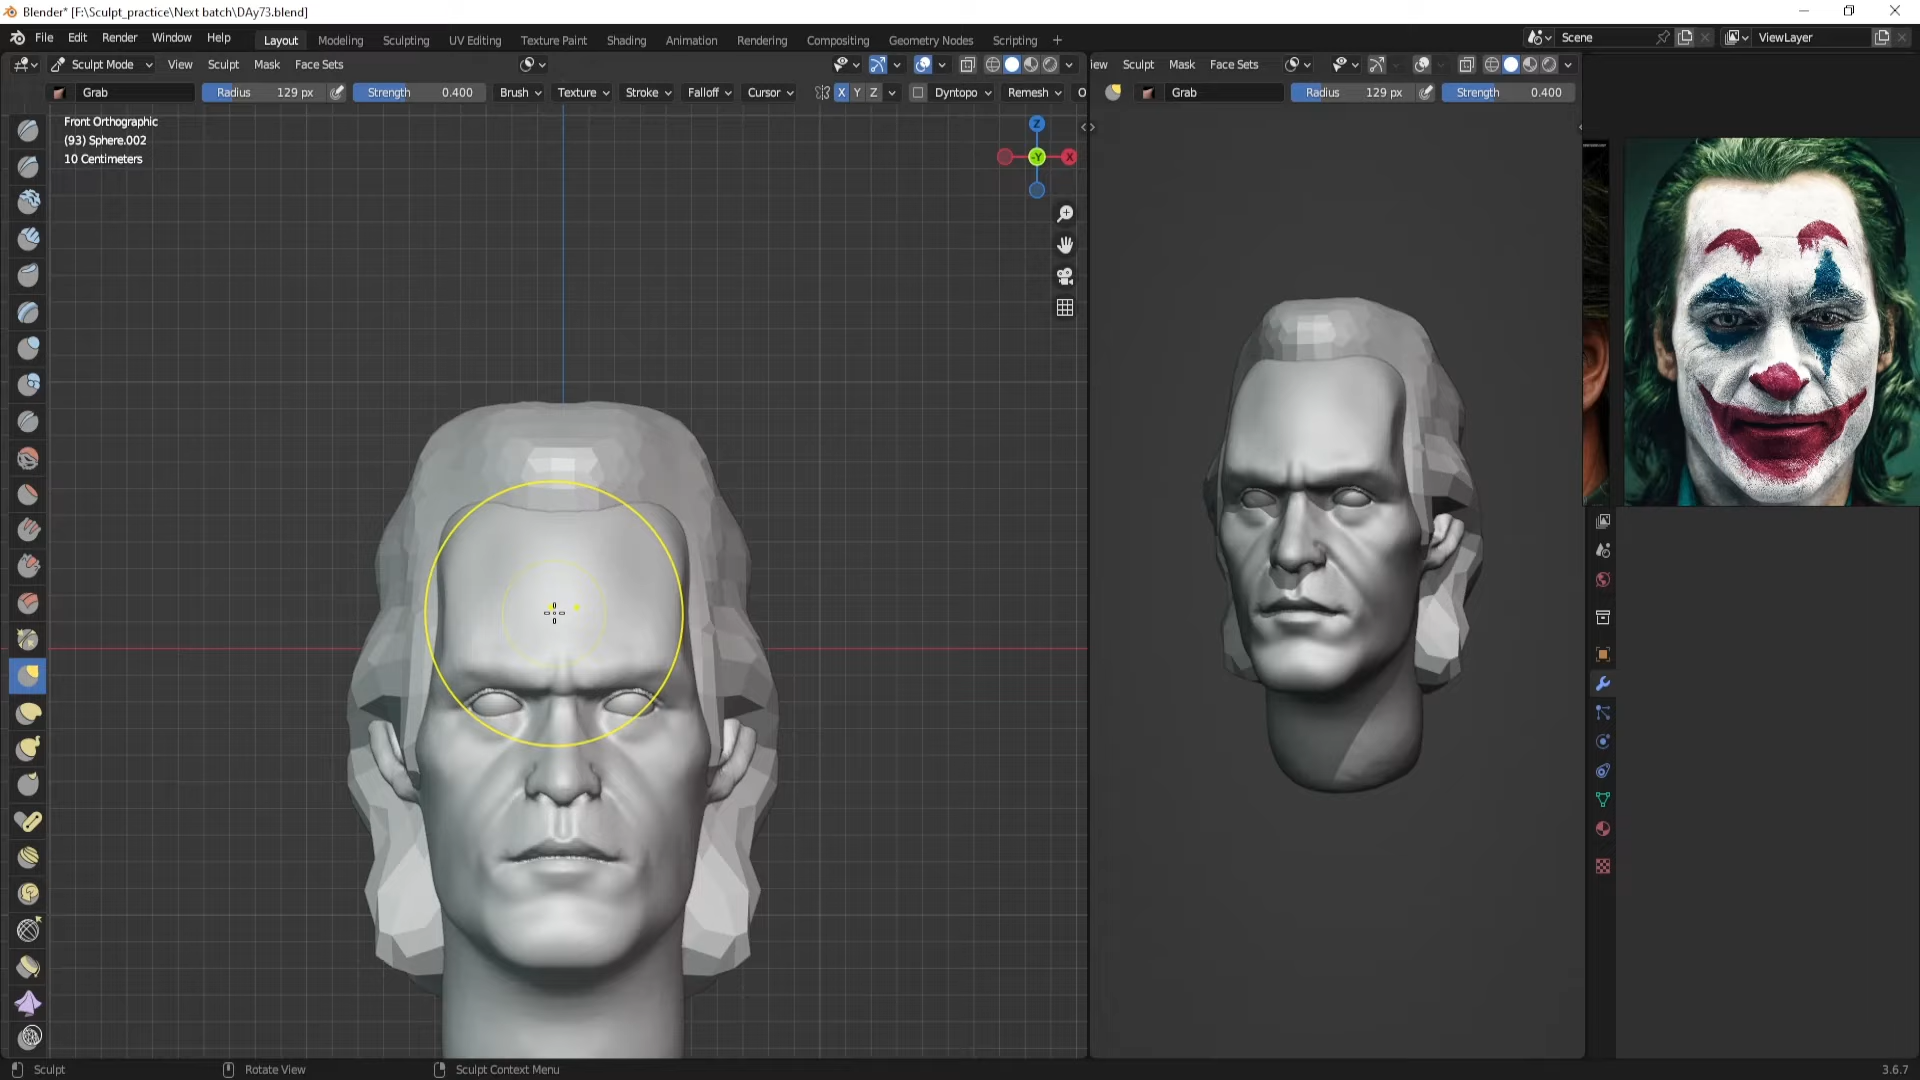 Blender* [F:\Sculpt_practice\Next batch\DAy73.blend]
File Edit Render Window Help Layout Modeling Sculpting UV Editing Texture Paint Shading Animation Rendering Compositing Geometry Nodes Scripting + Scene ViewLayer
Sculpt Mode View Sculpt Mask Face Sets iew Sculpt Mask Face Sets
Grab Radius 129 px Strength 0.400 Brush Texture Stroke Falloff Cursor X Y Z Dyntopo Remesh O Grab Radius 129 px Strength 0.400
Front Orthographic
(93) Sphere.002
10 Centimeters
Z
-Y X
Sculpt Rotate View Sculpt Context Menu 3.6.7